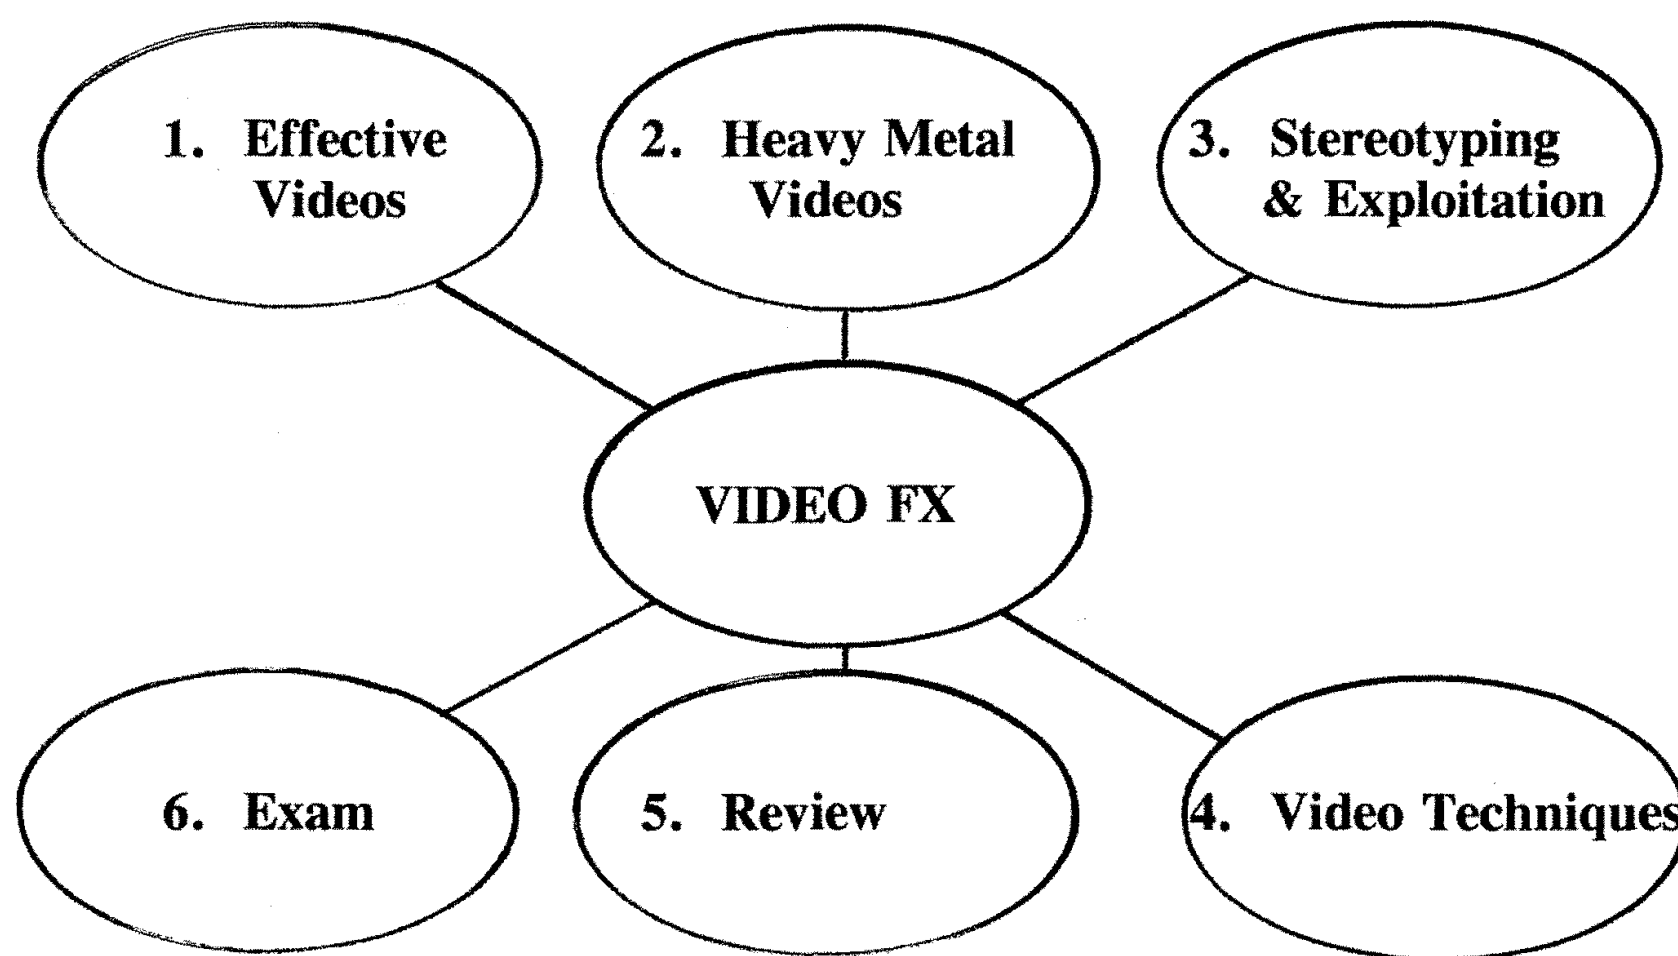 1. Effective
Videos
2. Heavy Metal
Videos
3. Stereotyping
& Exploitation
VIDEO FX
6. Exam
5. Review
4. Video Techniques